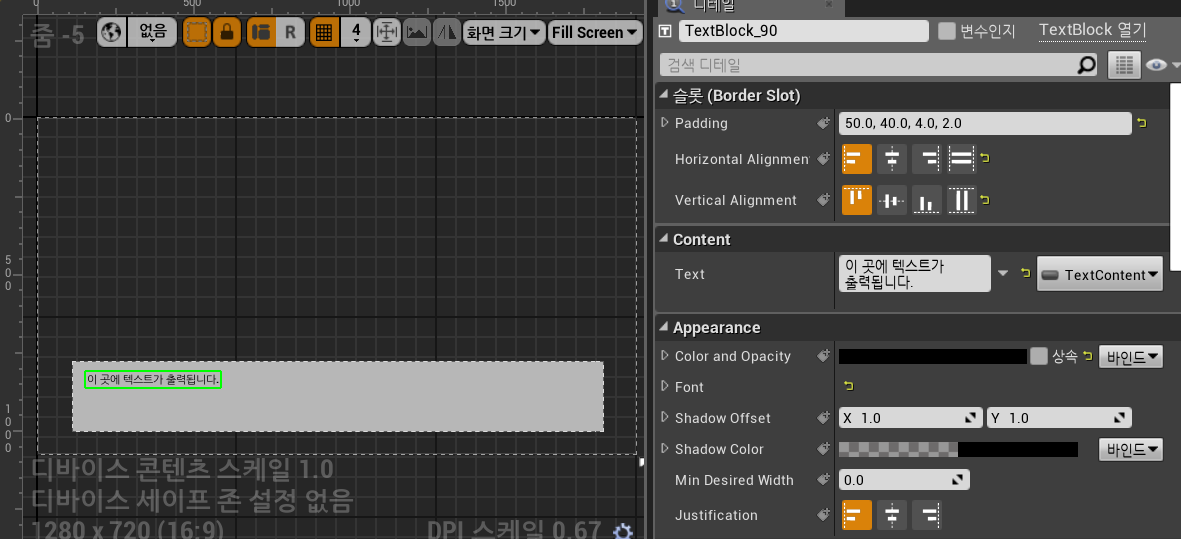 0 500 1000 1500
줌 -5
없음
R
4
화면 크기
Fill Screen
0
500
1000
이 곳에 텍스트가 출력됩니다.
디바이스 콘텐츠 스케일 1.0
디바이스 세이프 존 설정 없음
1280 x 720 (16:9)
DPI 스케일 0.67
디테일
TextBlock_90
변수인지
TextBlock 열기
검색 디테일
슬롯 (Border Slot)
Padding
50.0, 40.0, 4.0, 2.0
Horizontal Alignmen
Vertical Alignment
Content
Text
이 곳에 텍스트가
출력됩니다.
TextContent
Appearance
Color and Opacity
상속
바인드
Font
Shadow Offset
X 1.0
Y 1.0
Shadow Color
바인드
Min Desired Width
0.0
Justification